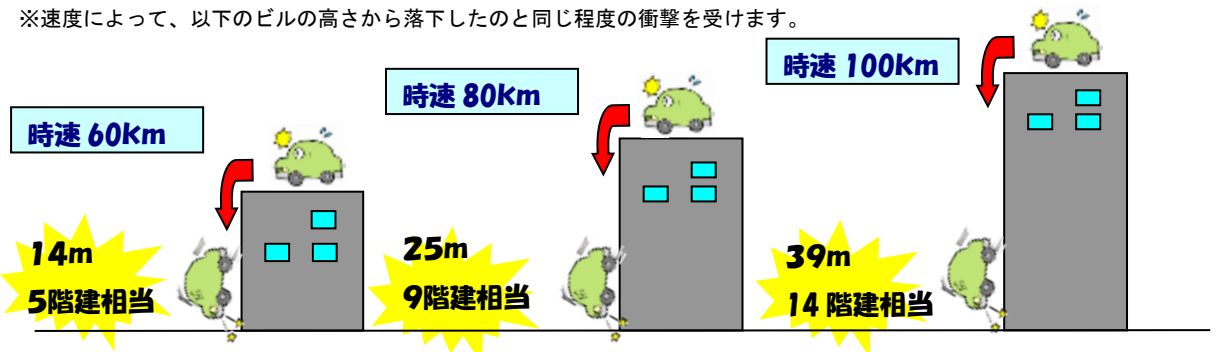 ※速度によって、以下のビルの高さから落下したのと同じ程度の衝撃を受けます。
時速 60Km
14m
5階建相当
時速 80Km
25m
9階建相当
時速 100Km
39m
14 階建相当